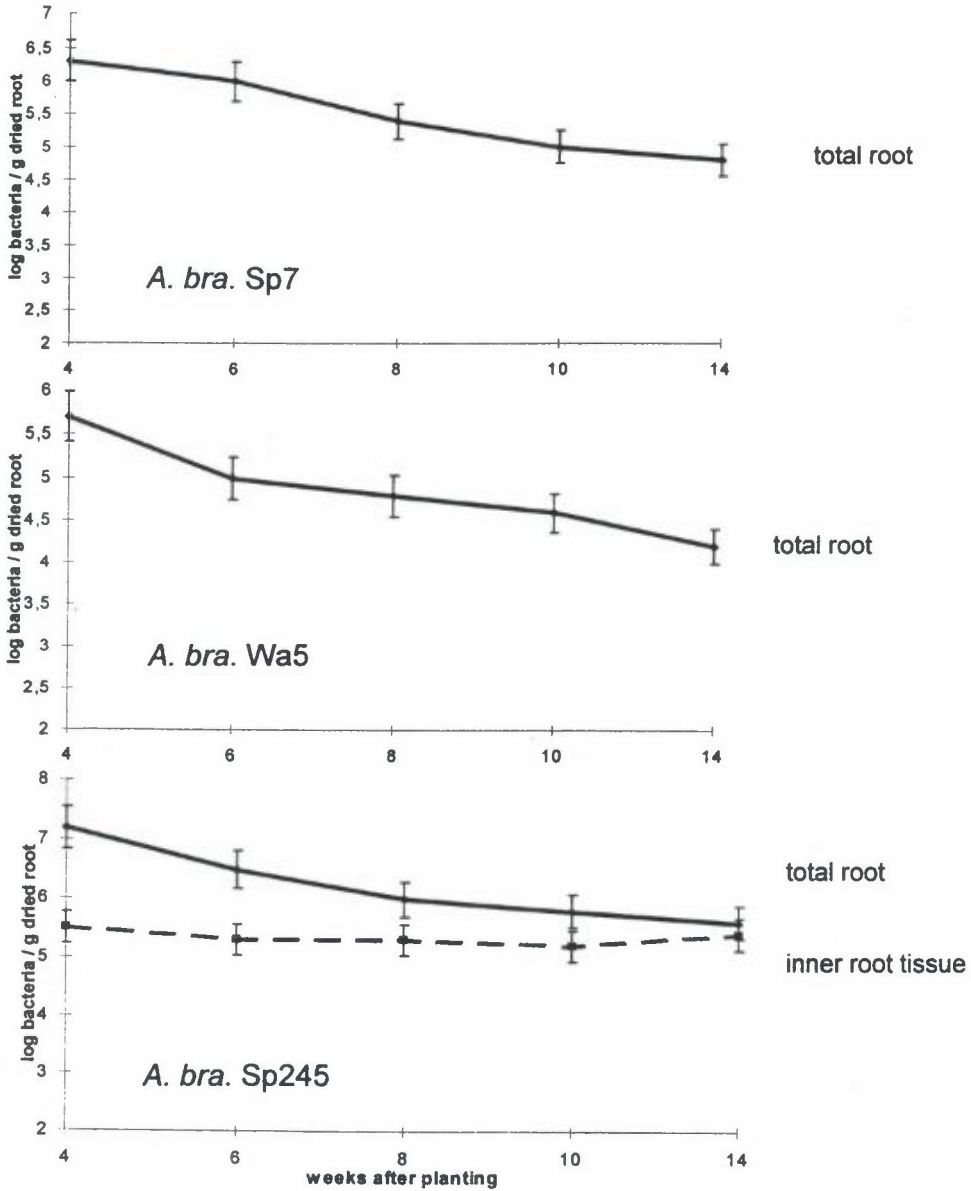 log bacteria / g dried root
7
6,5
6
5,5
5
4,5
4
3,5
3
2,5
2
4 6 8 10 14
total root
A. bra. Sp7
log bacteria / g dried root
6
5,5
5
4,5
4
3,5
3
2,5
2
4 6 8 10 14
total root
A. bra. Wa5
log bacteria / g dried root
8
7
6
5
4
3
2
4 6 8 10 14
total root
inner root tissue
A. bra. Sp245
weeks after planting